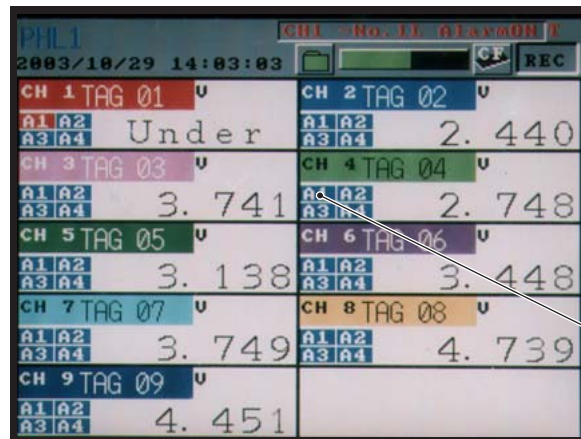 PHL1
CH1 No.1L AlarmON
2003/10/29 14:03:03
CF REC
CH 1 TAG 01 V
A1 A2
A3 A4
Under
CH 2 TAG 02 V
A1 A2
A3 A4
2. 440
CH 3 TAG 03 V
A1 A2
A3 A4
3. 741
CH 4 TAG 04 V
A1 A2
A3 A4
2. 748
CH 5 TAG 05 V
A1 A2
A3 A4
3. 138
CH 6 TAG 06 V
A1 A2
A3 A4
3. 448
CH 7 TAG 07 V
A1 A2
A3 A4
3. 749
CH 8 TAG 08 V
A1 A2
A3 A4
4. 739
CH 9 TAG 09 V
A1 A2
A3 A4
4. 451